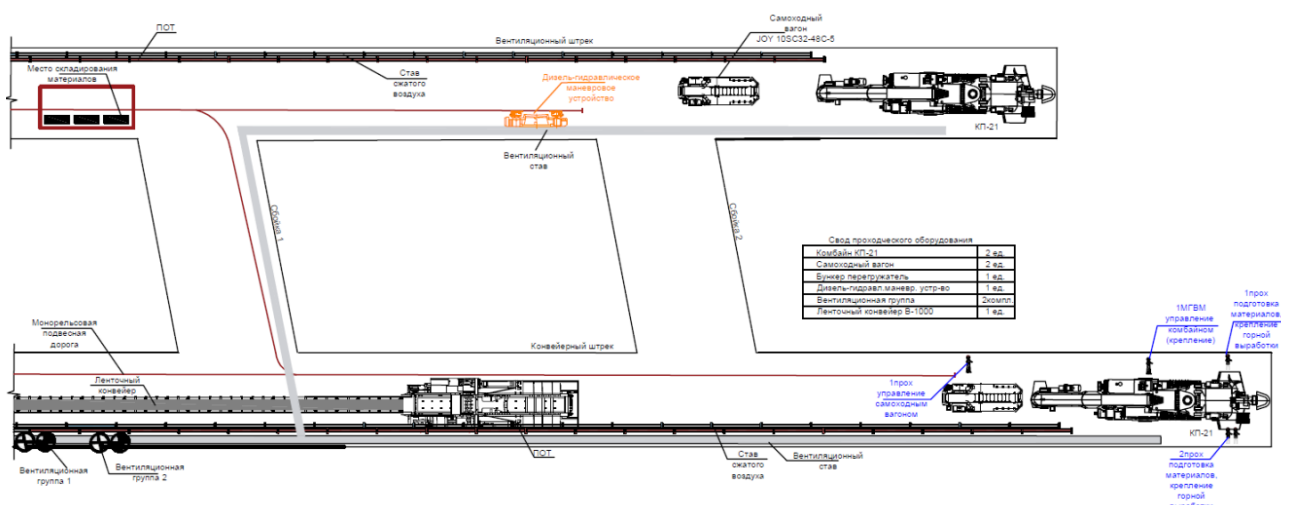 ПОТ
Вентиляционный штрек
Самоходный
вагон
JOY 10SC32-48C-5
Место складирования
материалов
Став
сжатого
воздуха
Дизель-гидравлическое
маневровое
устройство
КП-21
Вентиляционный
став
Сбойка 1
Сбойка 2
Свод проходческого оборудования
Комбайн КП-21 2 ед.
Самоходный вагон 2 ед.
Бункер перегружатель 1 ед.
Дизель-гидравл.маневр. устр-во 1 ед.
Вентиляционная группа 2компл.
Ленточный конвейер В-1000 1 ед.
Монорельсовая
подвесная
дорога
Конвейерный штрек
1МГВМ
управление
комбайном
(крепление)
1прох
подготовка
материалов,
крепление
горной
выработки
Ленточный
конвейер
1прох
управление
самоходным
вагоном
КП-21
Вентиляционная
группа 1
Вентиляционная
группа 2
ПОТ
Став
сжатого
воздуха
Вентиляционный
став
2прох
подготовка
материалов,
крепление
горной
выработки